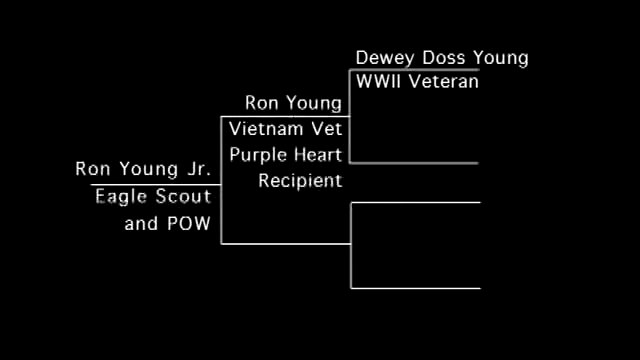 Dewey Doss Young
WWII Veteran
Ron Young
Vietnam Vet
Purple Heart
Recipient
Ron Young Jr.
Eagle Scout
and POW